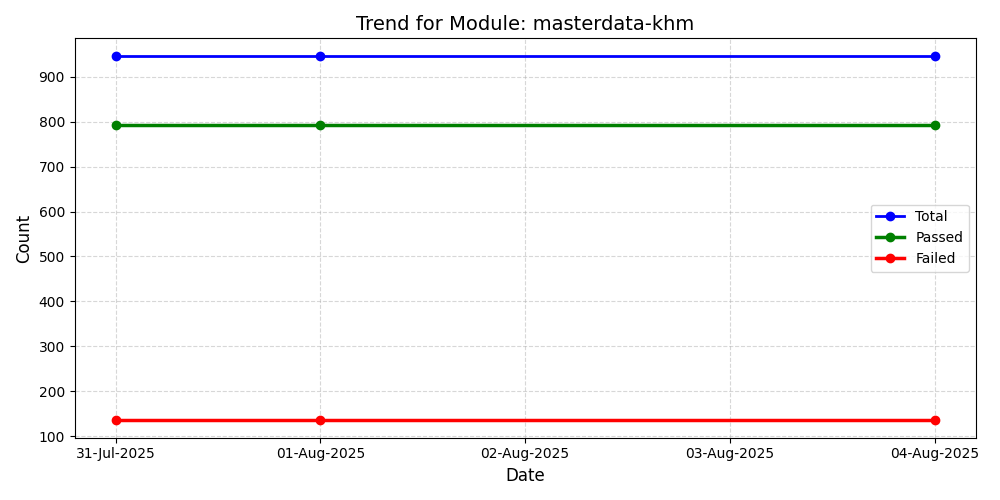 Trend for Module: masterdata-khm
Count
900
800
700
600
500
400
300
200
100
Total
Passed
Failed
31-Jul-2025
01-Aug-2025
02-Aug-2025
03-Aug-2025
04-Aug-2025
Date